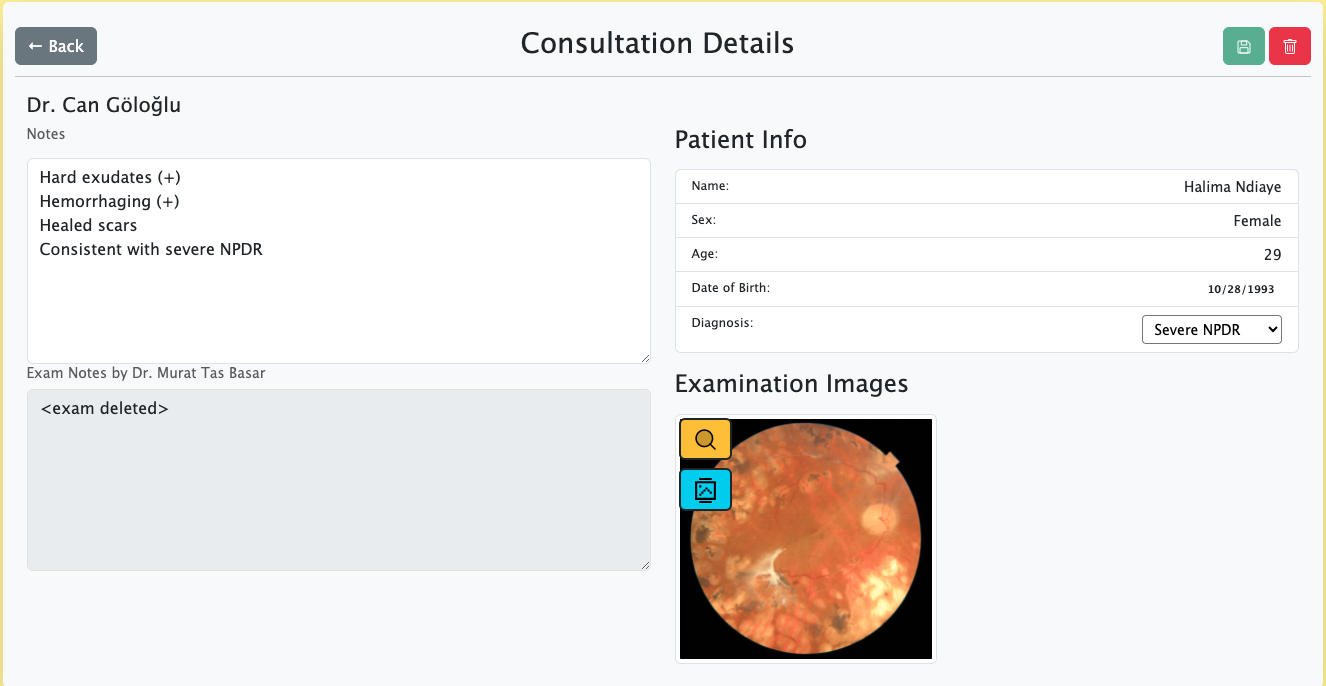 ← Back
Consultation Details
Dr. Can Göloğlu
Notes
Hard exudates (+)
Hemorrhaging (+)
Healed scars
Consistent with severe NPDR
Exam Notes by Dr. Murat Tas Basar
<exam deleted>
Patient Info
Name: Halima Ndiaye
Sex: Female
Age: 29
Date of Birth: 10/28/1993
Diagnosis: Severe NPDR
Examination Images